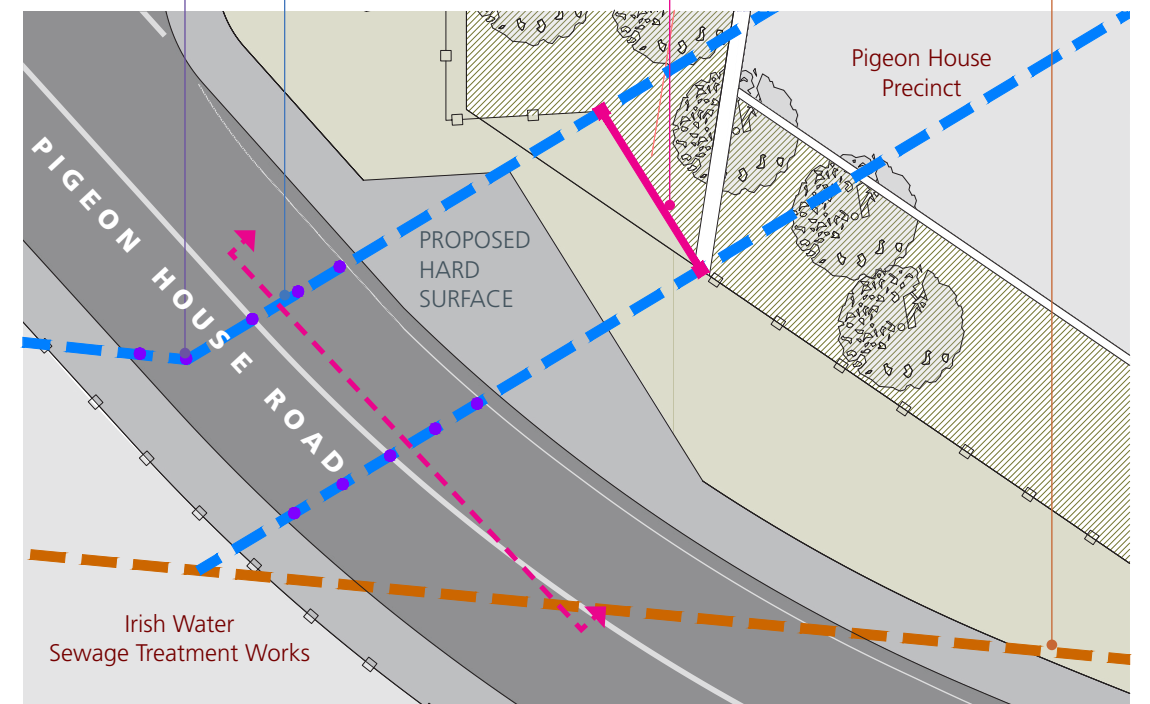 Pigeon House
Precinct
PIGEON HOUSE ROAD
PROPOSED
HARD
SURFACE
Irish Water
Sewage Treatment Works